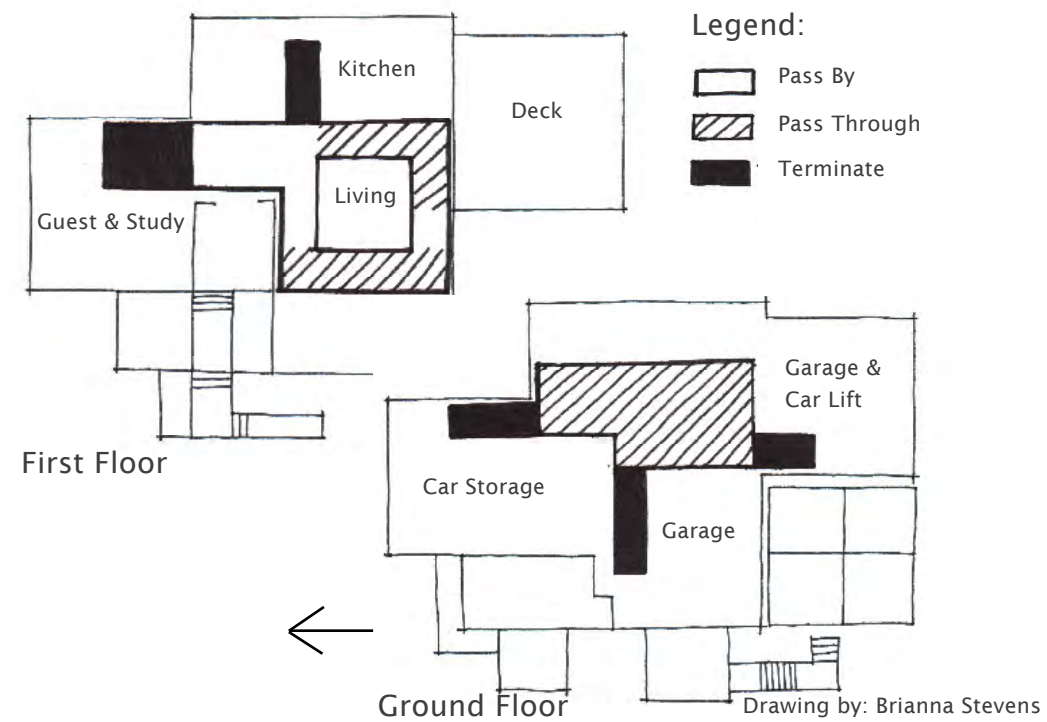 Legend:
Pass By
Pass Through
Terminate
Kitchen
Deck
Living
Guest & Study
First Floor
Garage &
Car Lift
Car Storage
Garage
Ground Floor
Drawing by: Brianna Stevens